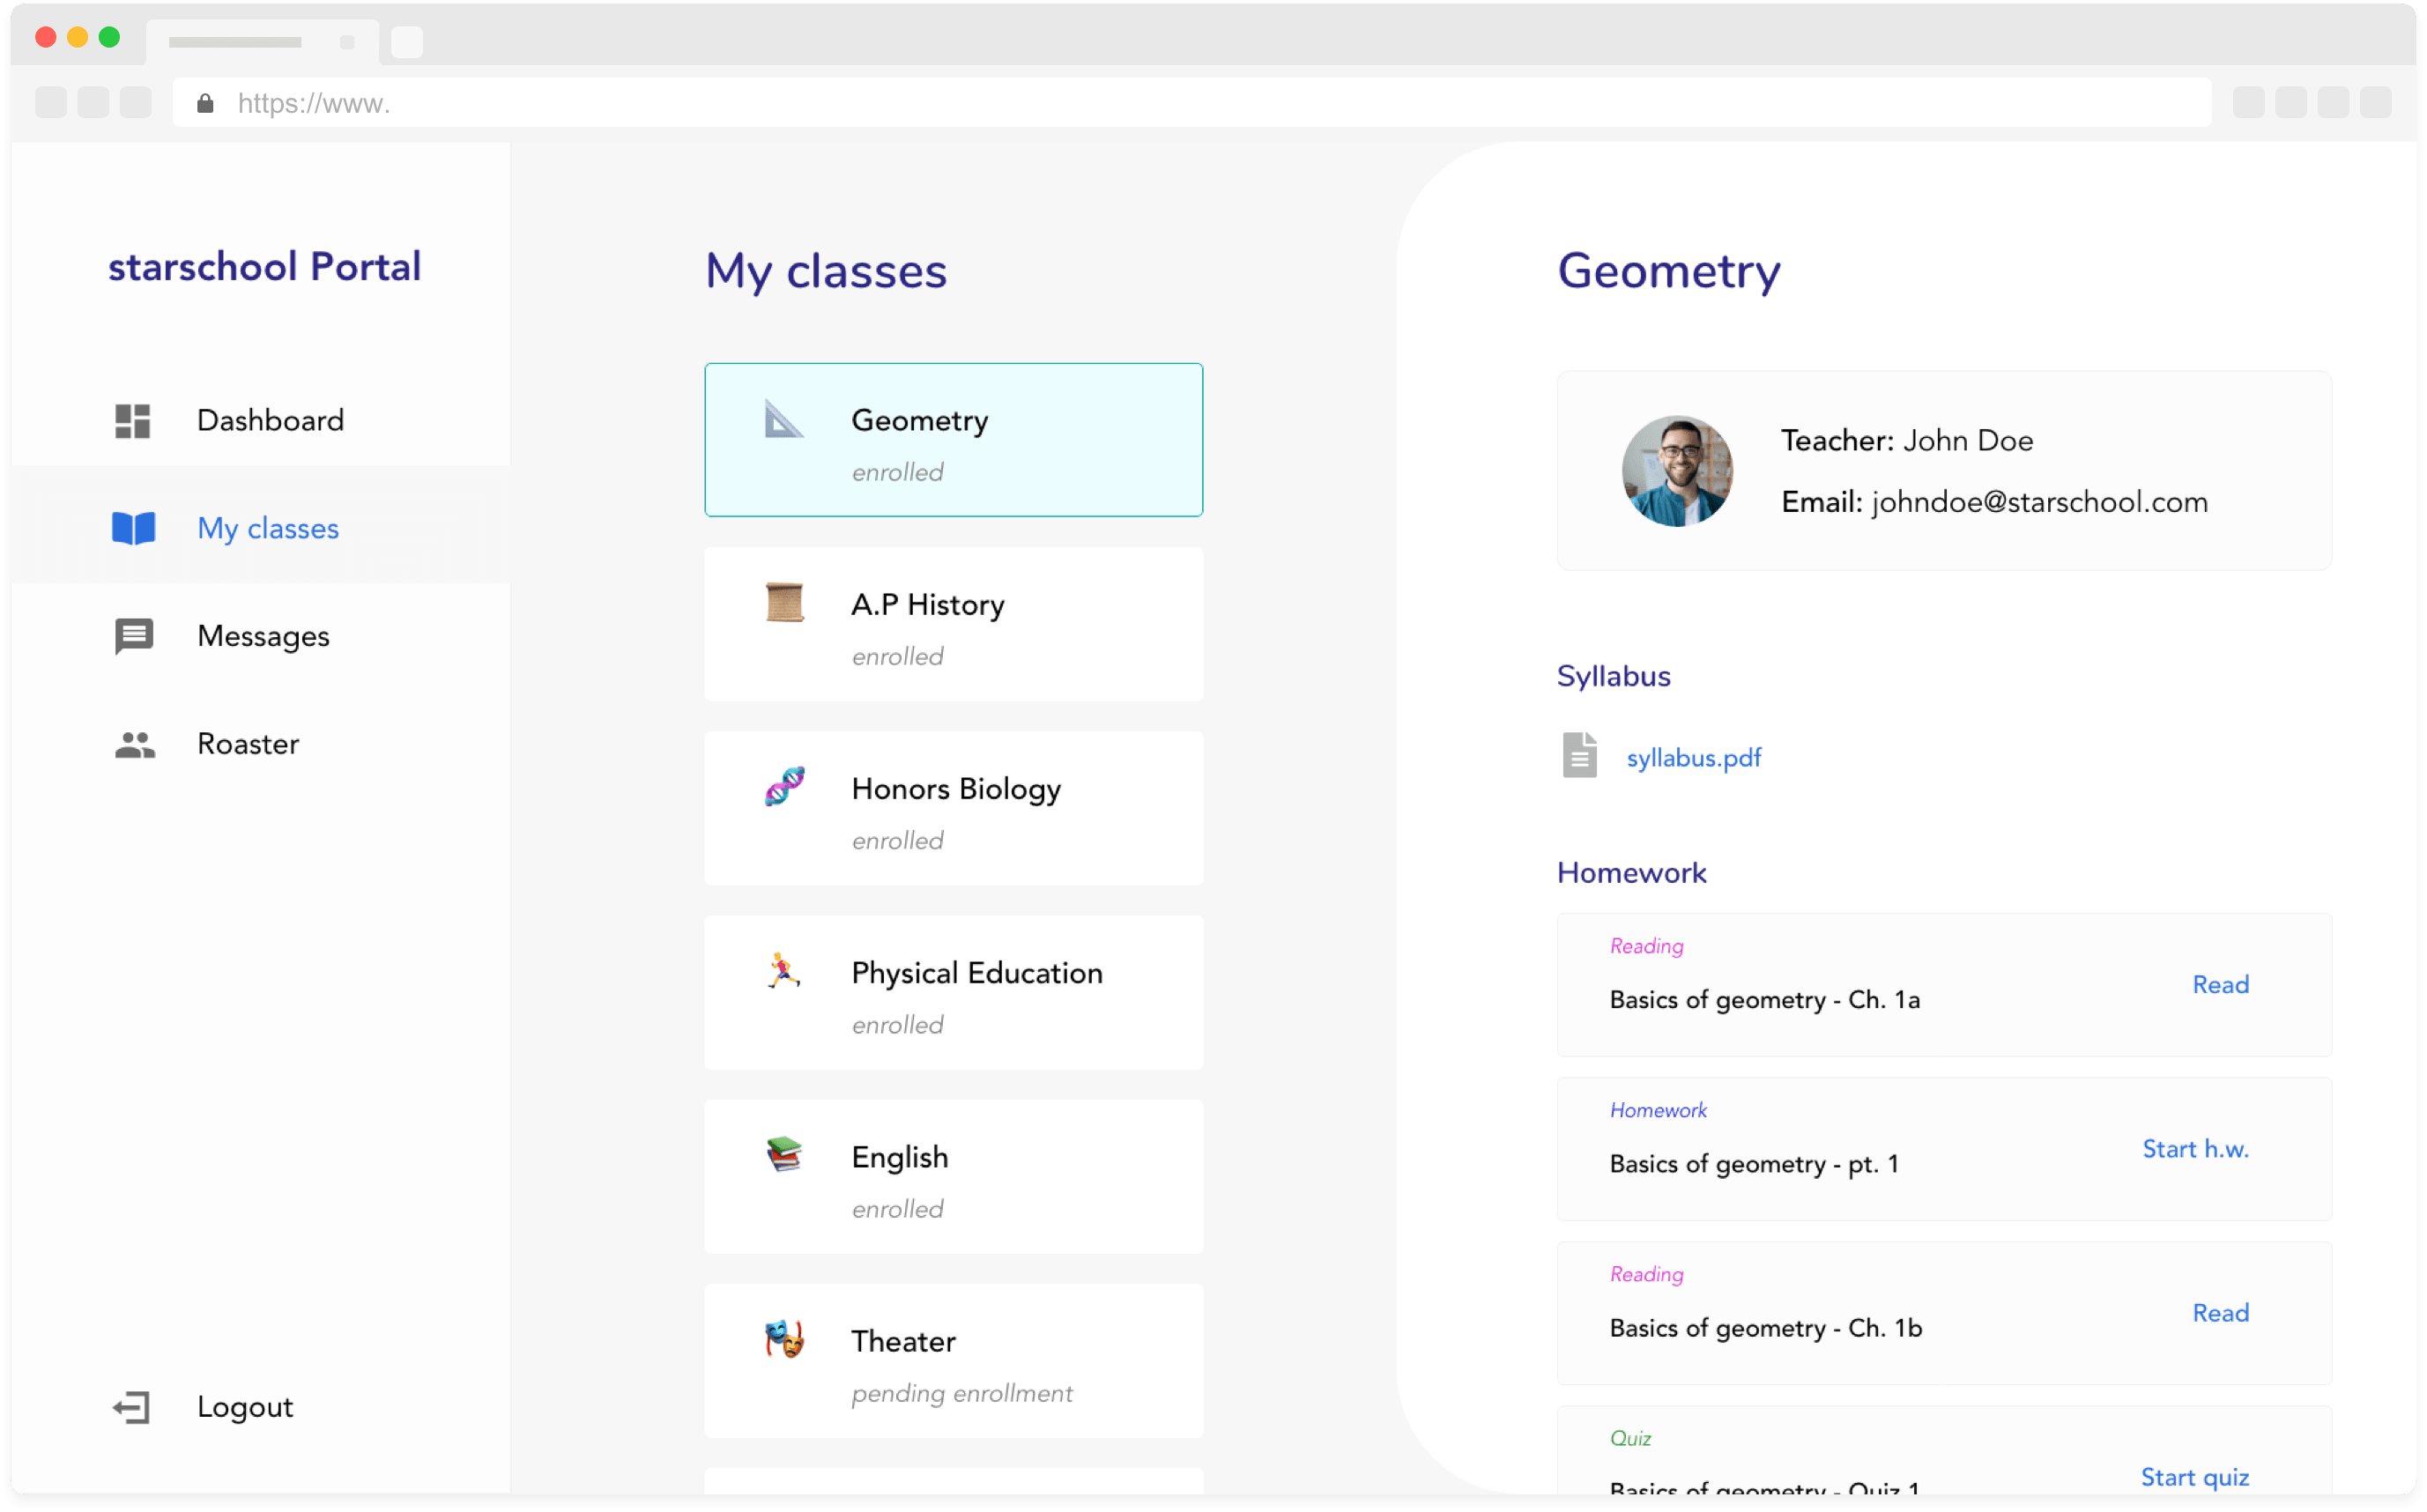 https://www.
starschool Portal
Dashboard
My classes
Messages
Roaster
Logout
My classes
Geometry
enrolled
A.P History
enrolled
Honors Biology
enrolled
Physical Education
enrolled
English
enrolled
Theater
pending enrollment
Geometry
Teacher: John Doe
Email: johndoe@starschool.com
Syllabus
syllabus.pdf
Homework
Reading
Basics of geometry - Ch. 1a
Read
Homework
Basics of geometry - pt. 1
Start h.w.
Reading
Basics of geometry - Ch. 1b
Read
Quiz
Basics of geometry - Quiz 1
Start quiz